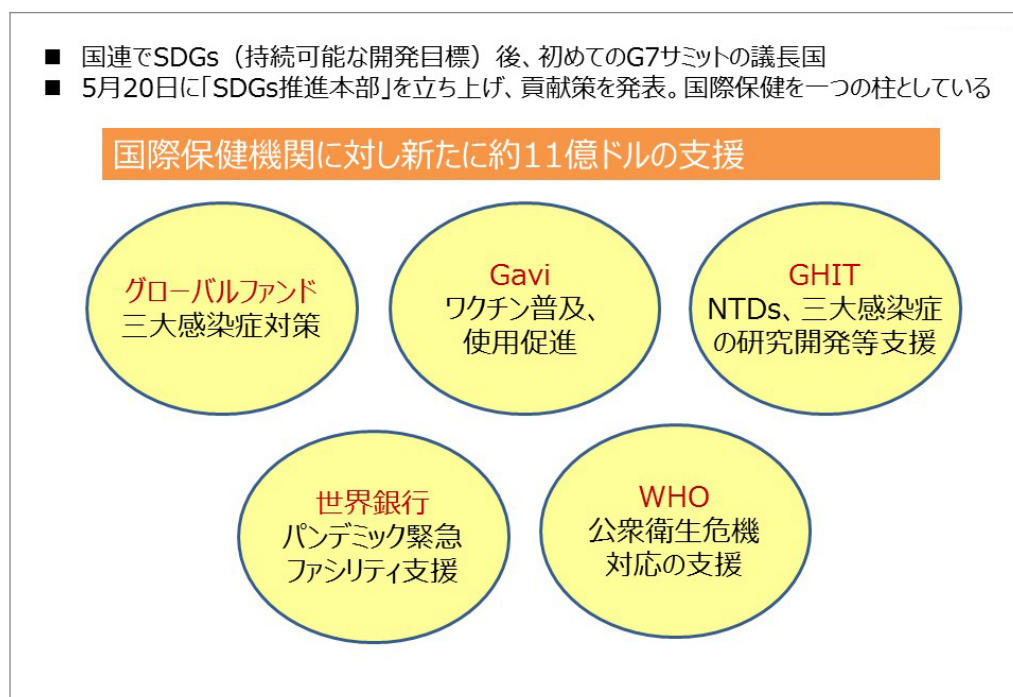 ■ 国連でSDGs（持続可能な開発目標）後、初めてのG7サミットの議長国
■ 5月20日に「SDGs推進本部」を立ち上げ、貢献策を発表。国際保健を一つの柱としている
国際保健機関に対し新たに約11億ドルの支援
グローバルファンド
三大感染症対策
Gavi
ワクチン普及、
使用促進
GHIT
NTDs、三大感染症
の研究開発等支援
世界銀行
パンデミック緊急
ファシリティ支援
WHO
公衆衛生危機
対応の支援